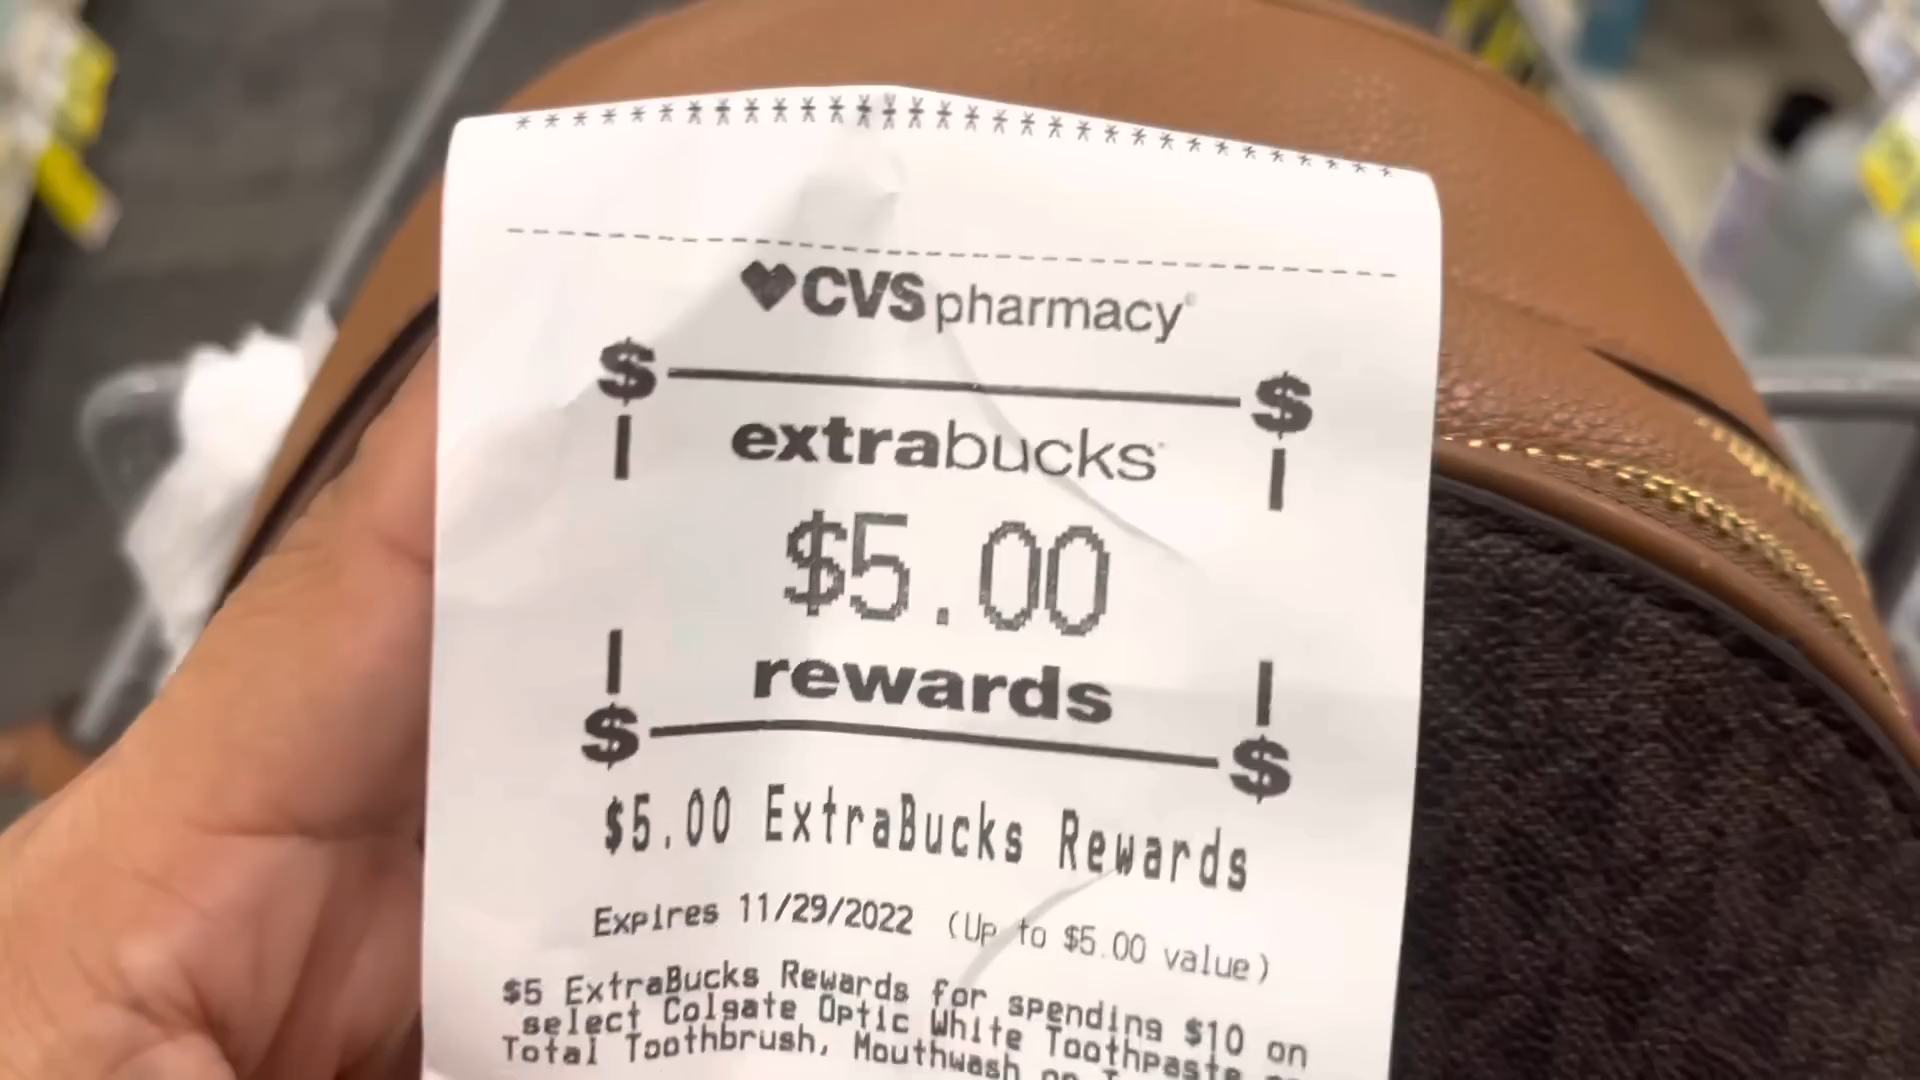 *********************************
--------------------------------
CVS pharmacy®
$ $
extrabucks®
$5.00
rewards
$ $
$5.00 ExtraBucks Rewards
Expires 11/29/2022 (Up to $5.00 value)
$5 ExtraBucks Rewards for spending $10 on
select Colgate Optic White Toothpaste
Total Toothbrush, Mouthwash or